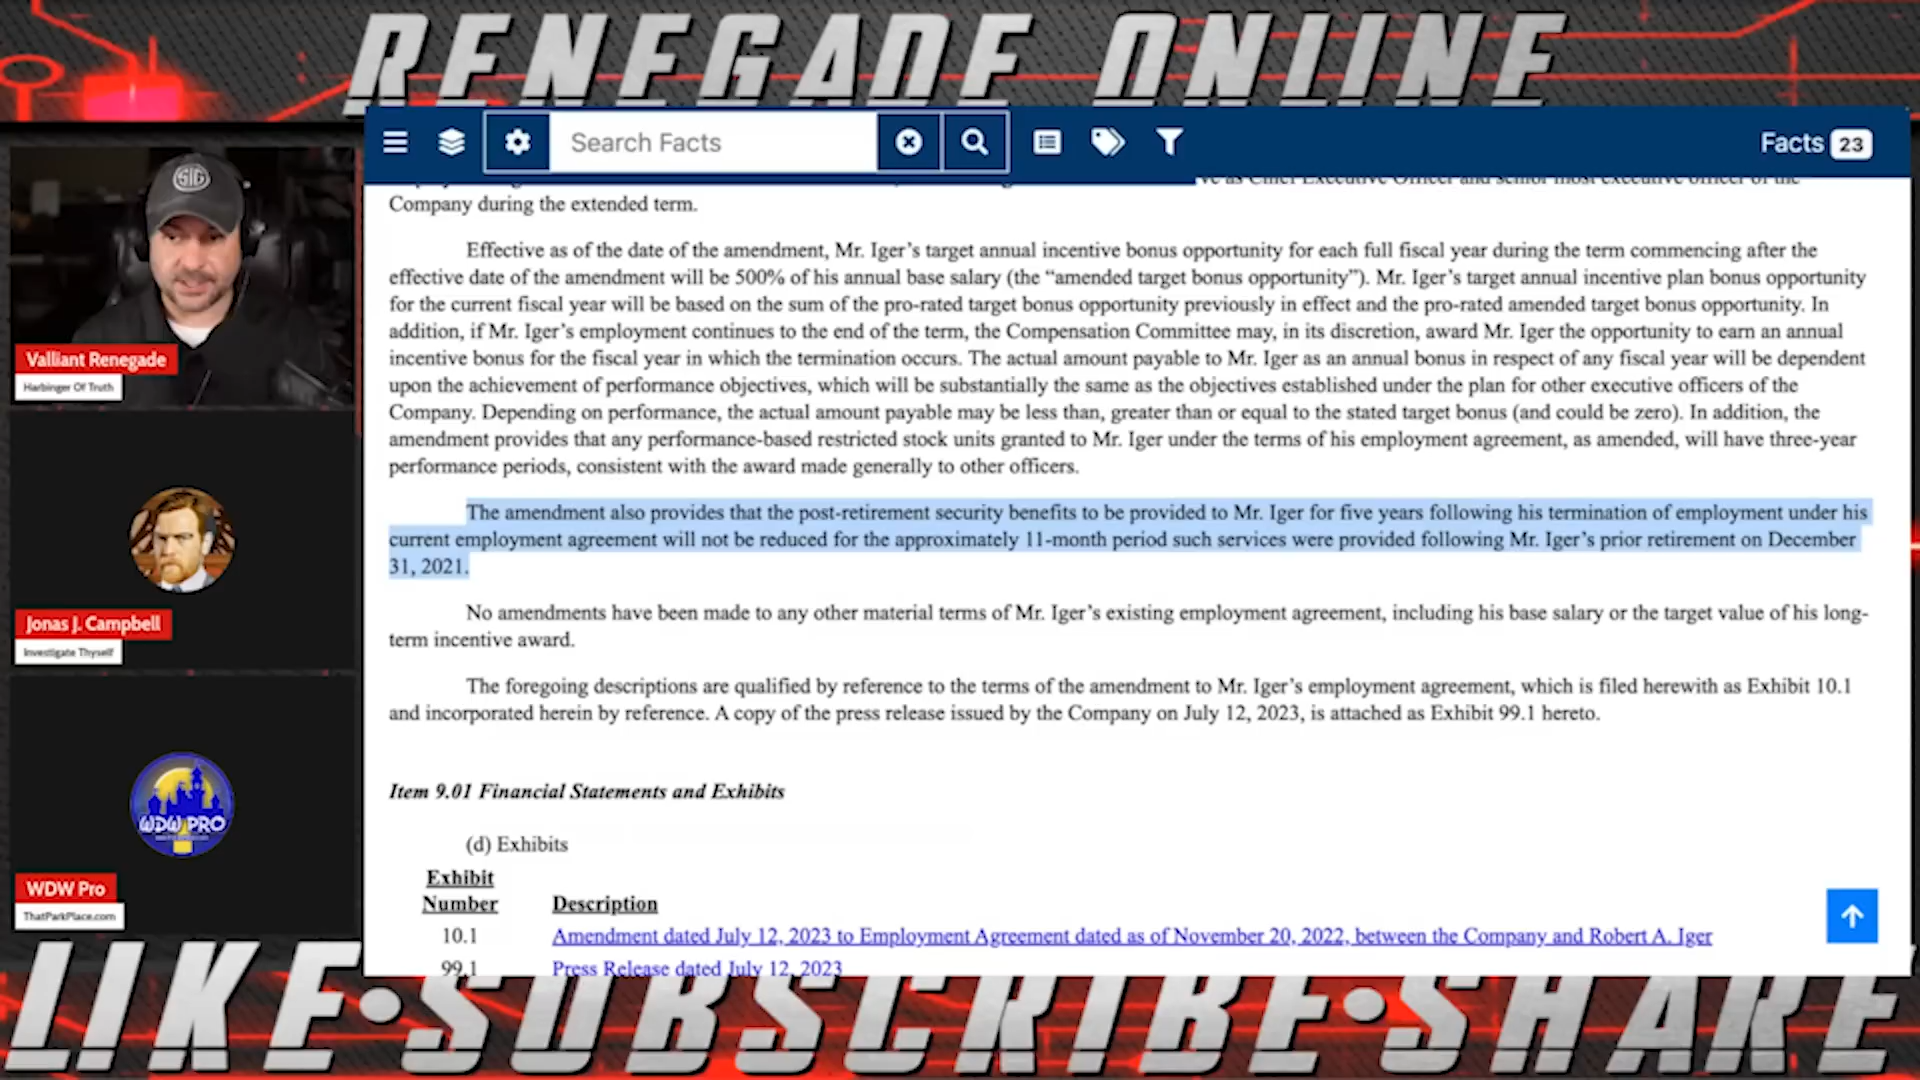 RENEGADE ONLINE
Search Facts
Facts 23
ve as Chief Executive Officer and senior most executive officer of the
Company during the extended term.
Effective as of the date of the amendment, Mr. Iger’s target annual incentive bonus opportunity for each full fiscal year during the term commencing after the
effective date of the amendment will be 500% of his annual base salary (the “amended target bonus opportunity”). Mr. Iger’s target annual incentive plan bonus opportunity
for the current fiscal year will be based on the sum of the pro-rated target bonus opportunity previously in effect and the pro-rated amended target bonus opportunity. In
addition, if Mr. Iger’s employment continues to the end of the term, the Compensation Committee may, in its discretion, award Mr. Iger the opportunity to earn an annual
incentive bonus for the fiscal year in which the termination occurs. The actual amount payable to Mr. Iger as an annual bonus in respect of any fiscal year will be dependent
upon the achievement of performance objectives, which will be substantially the same as the objectives established under the plan for other executive officers of the
Company. Depending on performance, the actual amount payable may be less than, greater than or equal to the stated target bonus (and could be zero). In addition, the
amendment provides that any performance-based restricted stock units granted to Mr. Iger under the terms of his employment agreement, as amended, will have three-year
performance periods, consistent with the award made generally to other officers.
The amendment also provides that the post-retirement security benefits to be provided to Mr. Iger for five years following his termination of employment under his
current employment agreement will not be reduced for the approximately 11-month period such services were provided following Mr. Iger’s prior retirement on December
31, 2021.
No amendments have been made to any other material terms of Mr. Iger’s existing employment agreement, including his base salary or the target value of his long-
term incentive award.
The foregoing descriptions are qualified by reference to the terms of the amendment to Mr. Iger’s employment agreement, which is filed herewith as Exhibit 10.1
and incorporated herein by reference. A copy of the press release issued by the Company on July 12, 2023, is attached as Exhibit 99.1 hereto.
Item 9.01 Financial Statements and Exhibits
(d) Exhibits
Exhibit
Number Description
10.1 Amendment dated July 12, 2023 to Employment Agreement dated as of November 20, 2022, between the Company and Robert A. Iger
99.1 Press Release dated July 12, 2023
SIG
Valliant Renegade
Harbinger Of Truth
Jonas J. Campbell
Investigate Thyself
WDW PRO
WDW Pro
ThatParkPlace.com
LIKE•SUBSCRIBE•SHARE